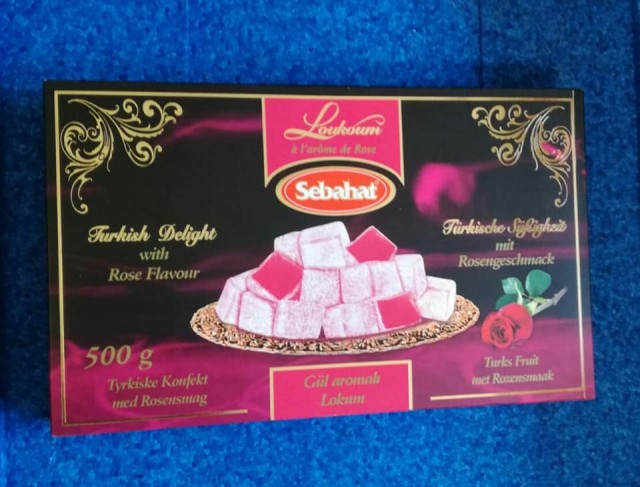 Loukoum
à l'arôme de Rose
Sebahat
Turkish Delight
with
Rose Flavour
Türkische Süßigkeit
mit
Rosengeschmack
500 g
Tyrkiske Konfekt
med Rosensmag
Gül aromalı
Lokum
Turks Fruit
met Rozensmaak